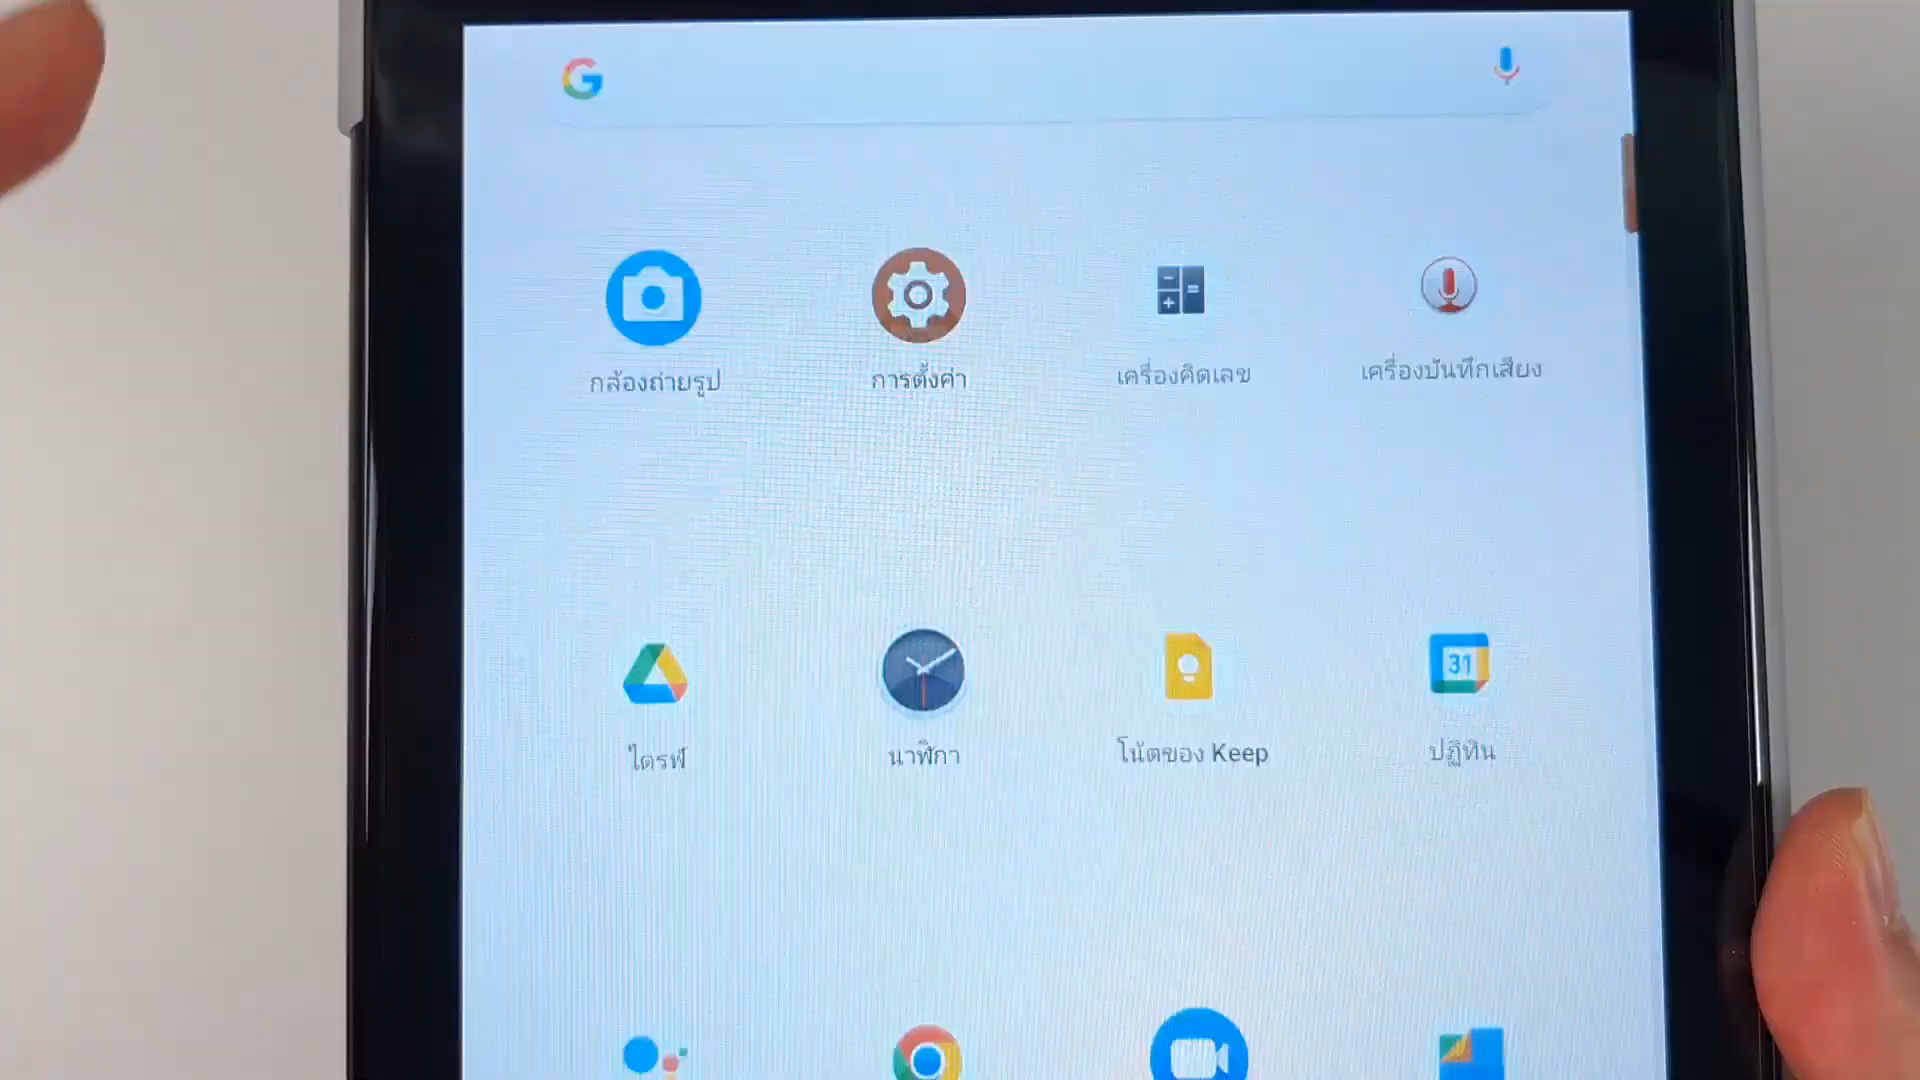 G
กล้องถ่ายรูป
การตั้งค่า
เครื่องคิดเลข
เครื่องบันทึกเสียง
31
ไดรฟ์
นาฬิกา
โน้ตของ Keep
ปฏิทิน